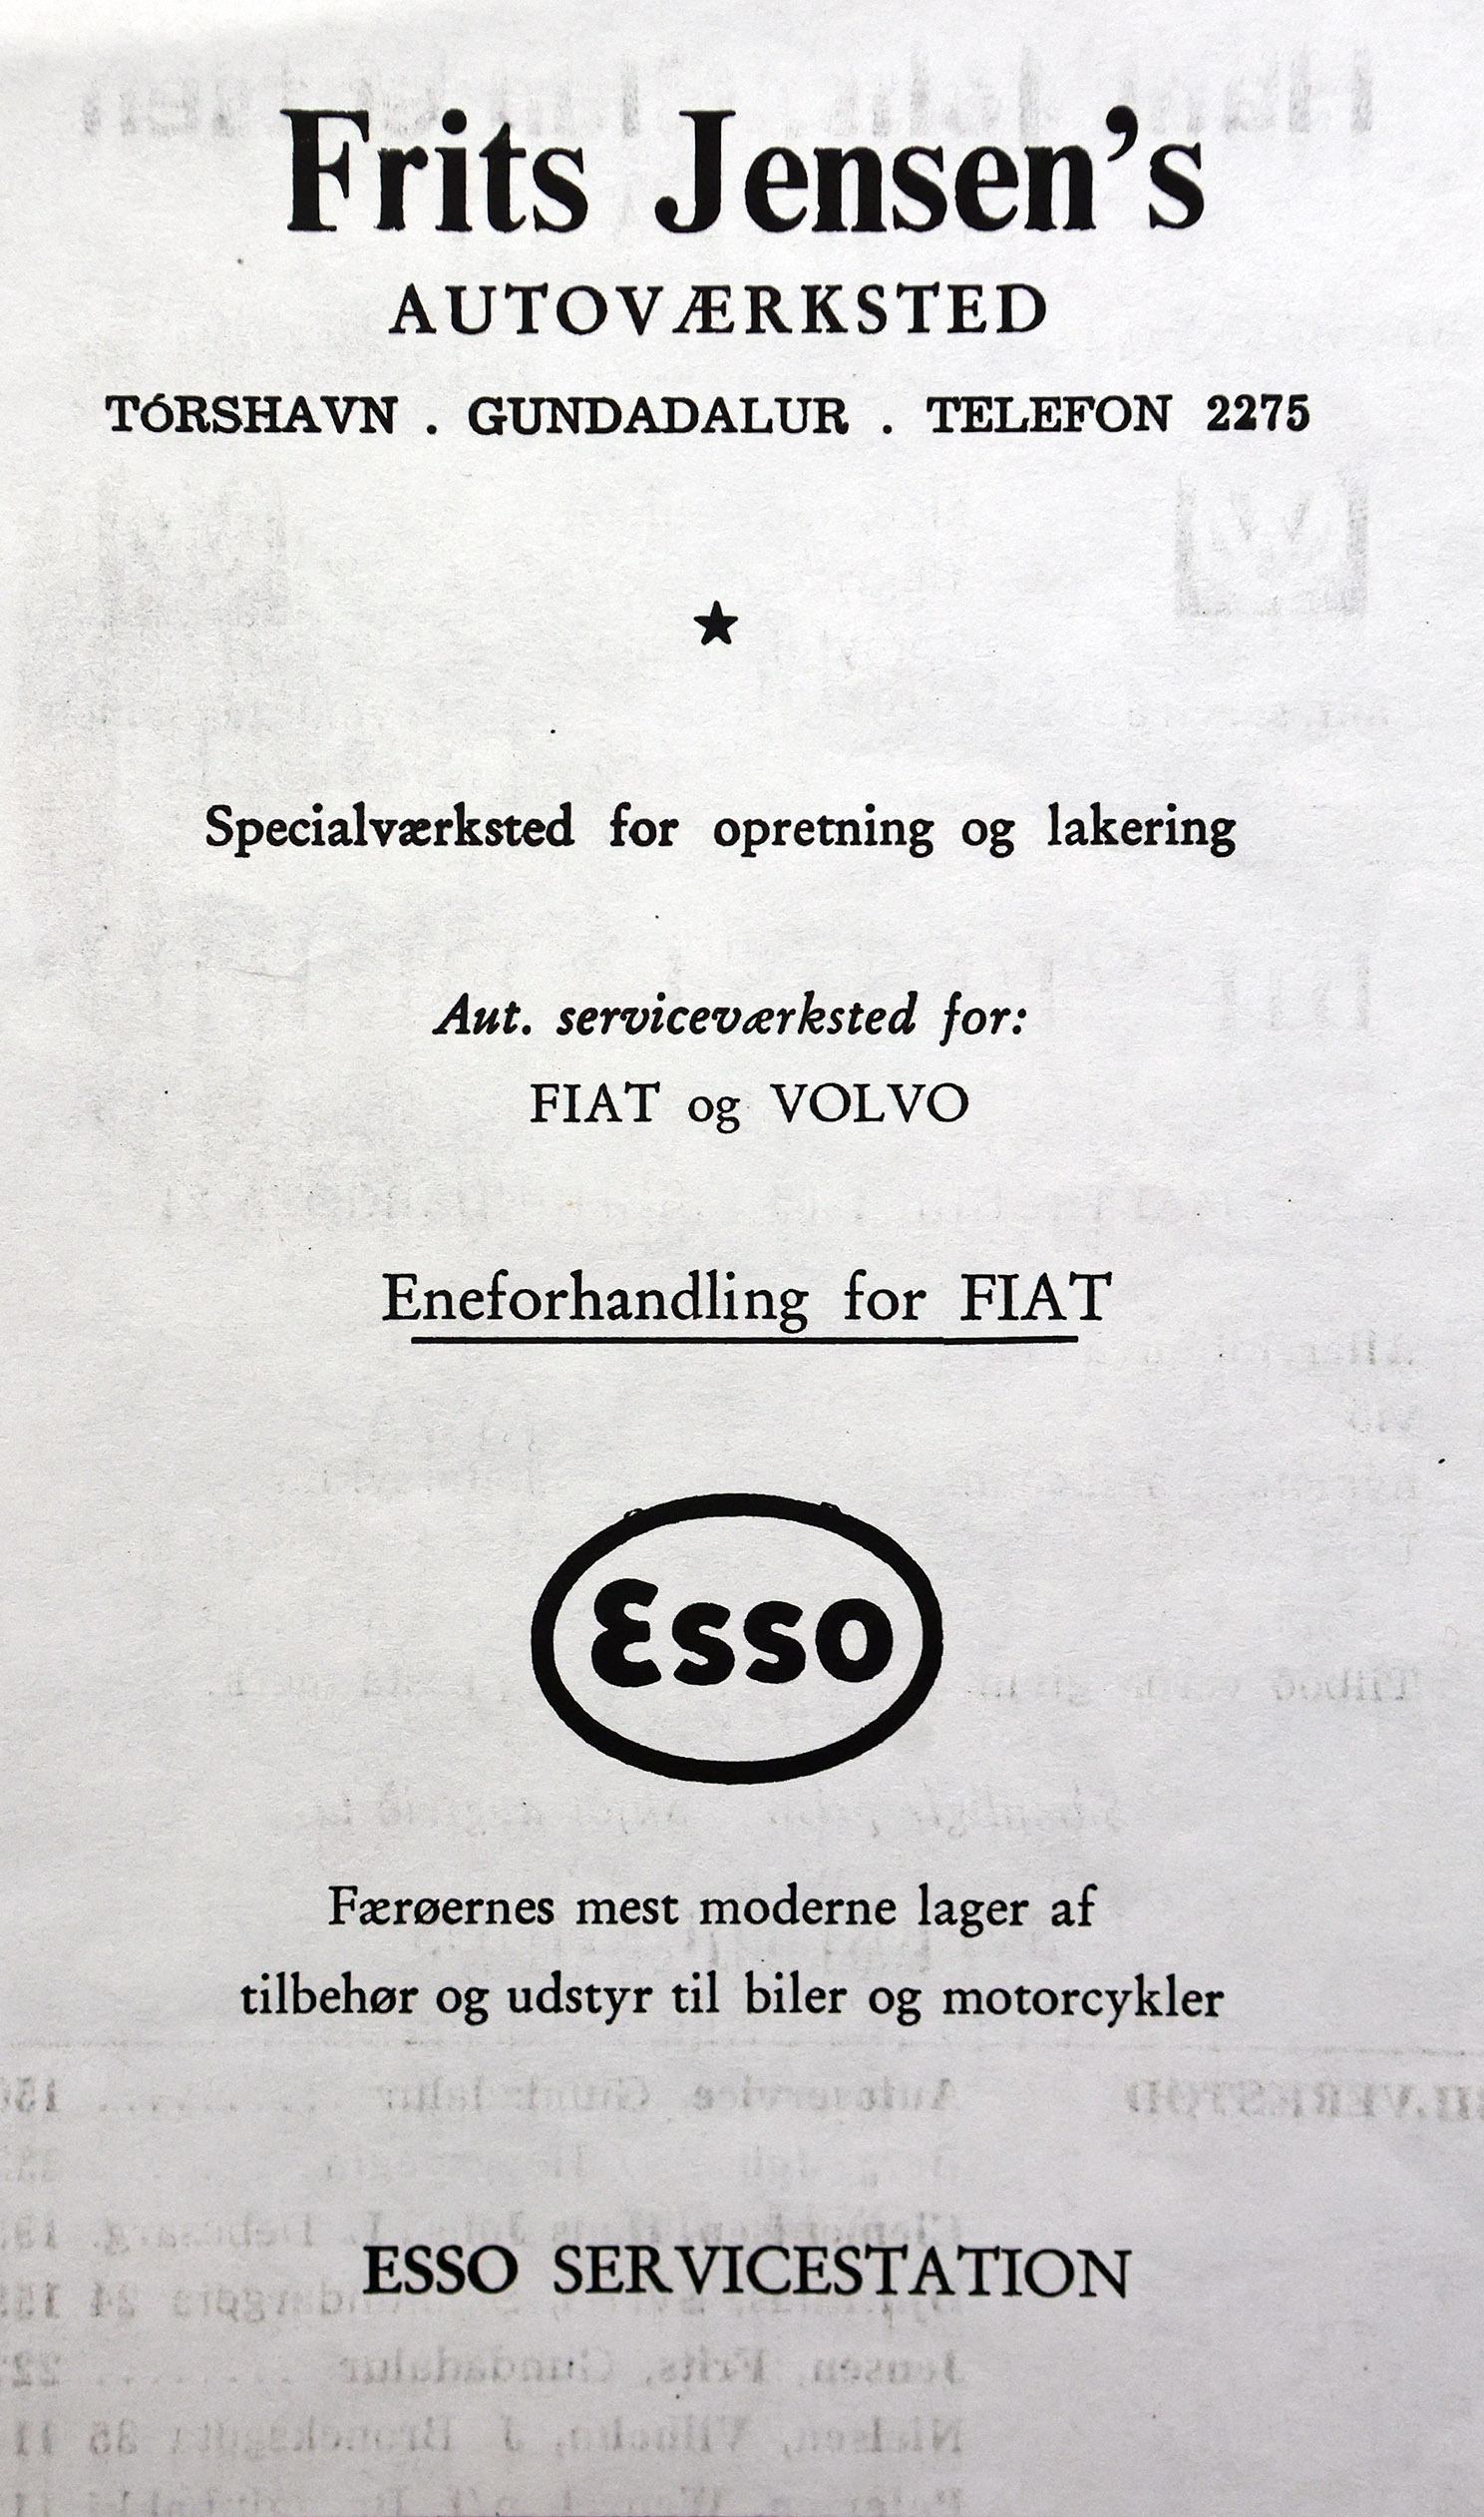 Frits Jensen's
AUTOVÆRKSTED
TÓRSHAVN . GUNDADALUR . TELEFON 2275
Specialværksted for opretning og lakering
Aut. serviceværksted for:
FIAT og VOLVO
Eneforhandling for FIAT
Esso
Færøernes mest moderne lager af
tilbehør og udstyr til biler og motorcykler
ESSO SERVICESTATION